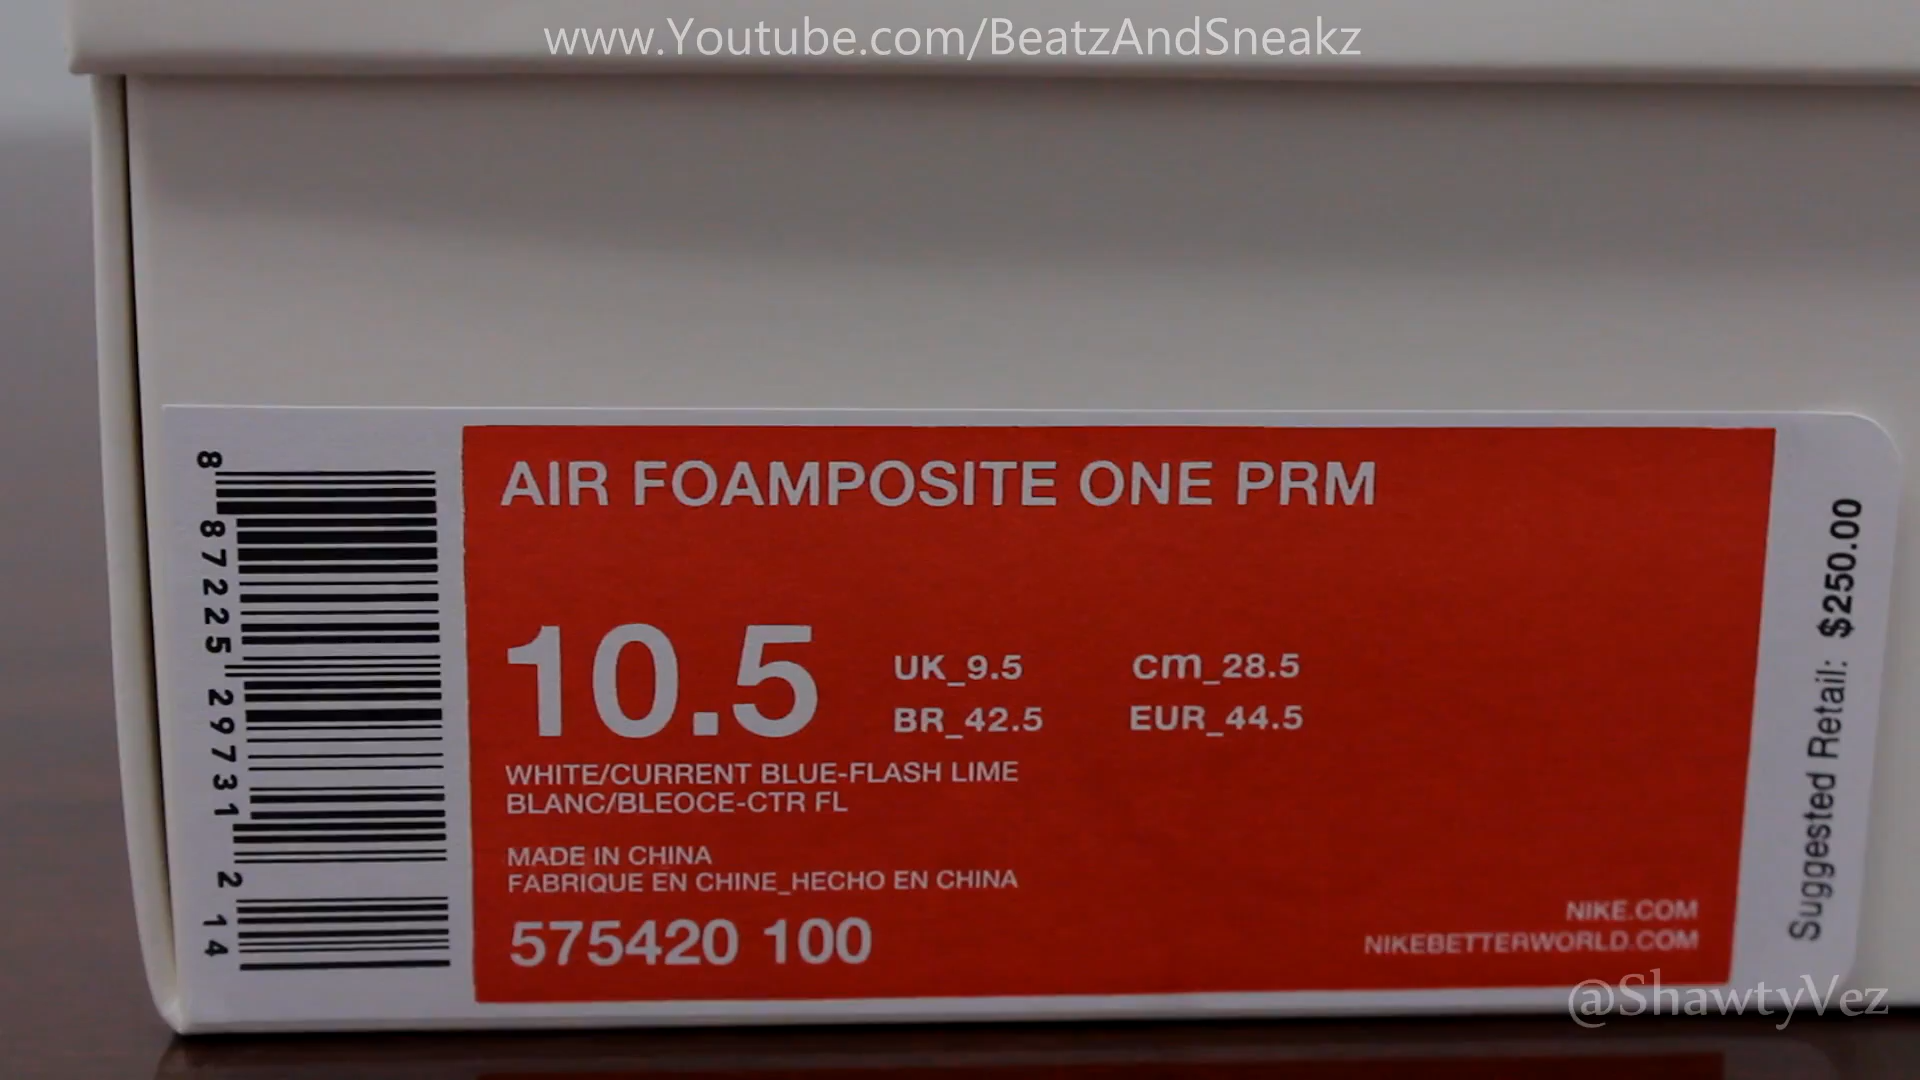 www.Youtube.com/BeatzAndSneakz
AIR FOAMPOSITE ONE PRM
10.5
UK_9.5 cm_28.5
BR_42.5 EUR_44.5
WHITE/CURRENT BLUE-FLASH LIME
BLANC/BLEOCE-CTR FL
MADE IN CHINA
FABRIQUE EN CHINE_HECHO EN CHINA
575420 100
NIKE.COM
NIKEBETTERWORLD.COM
8 87225 29731 2 14
Suggested Retail: $250.00
@ShawtyVez